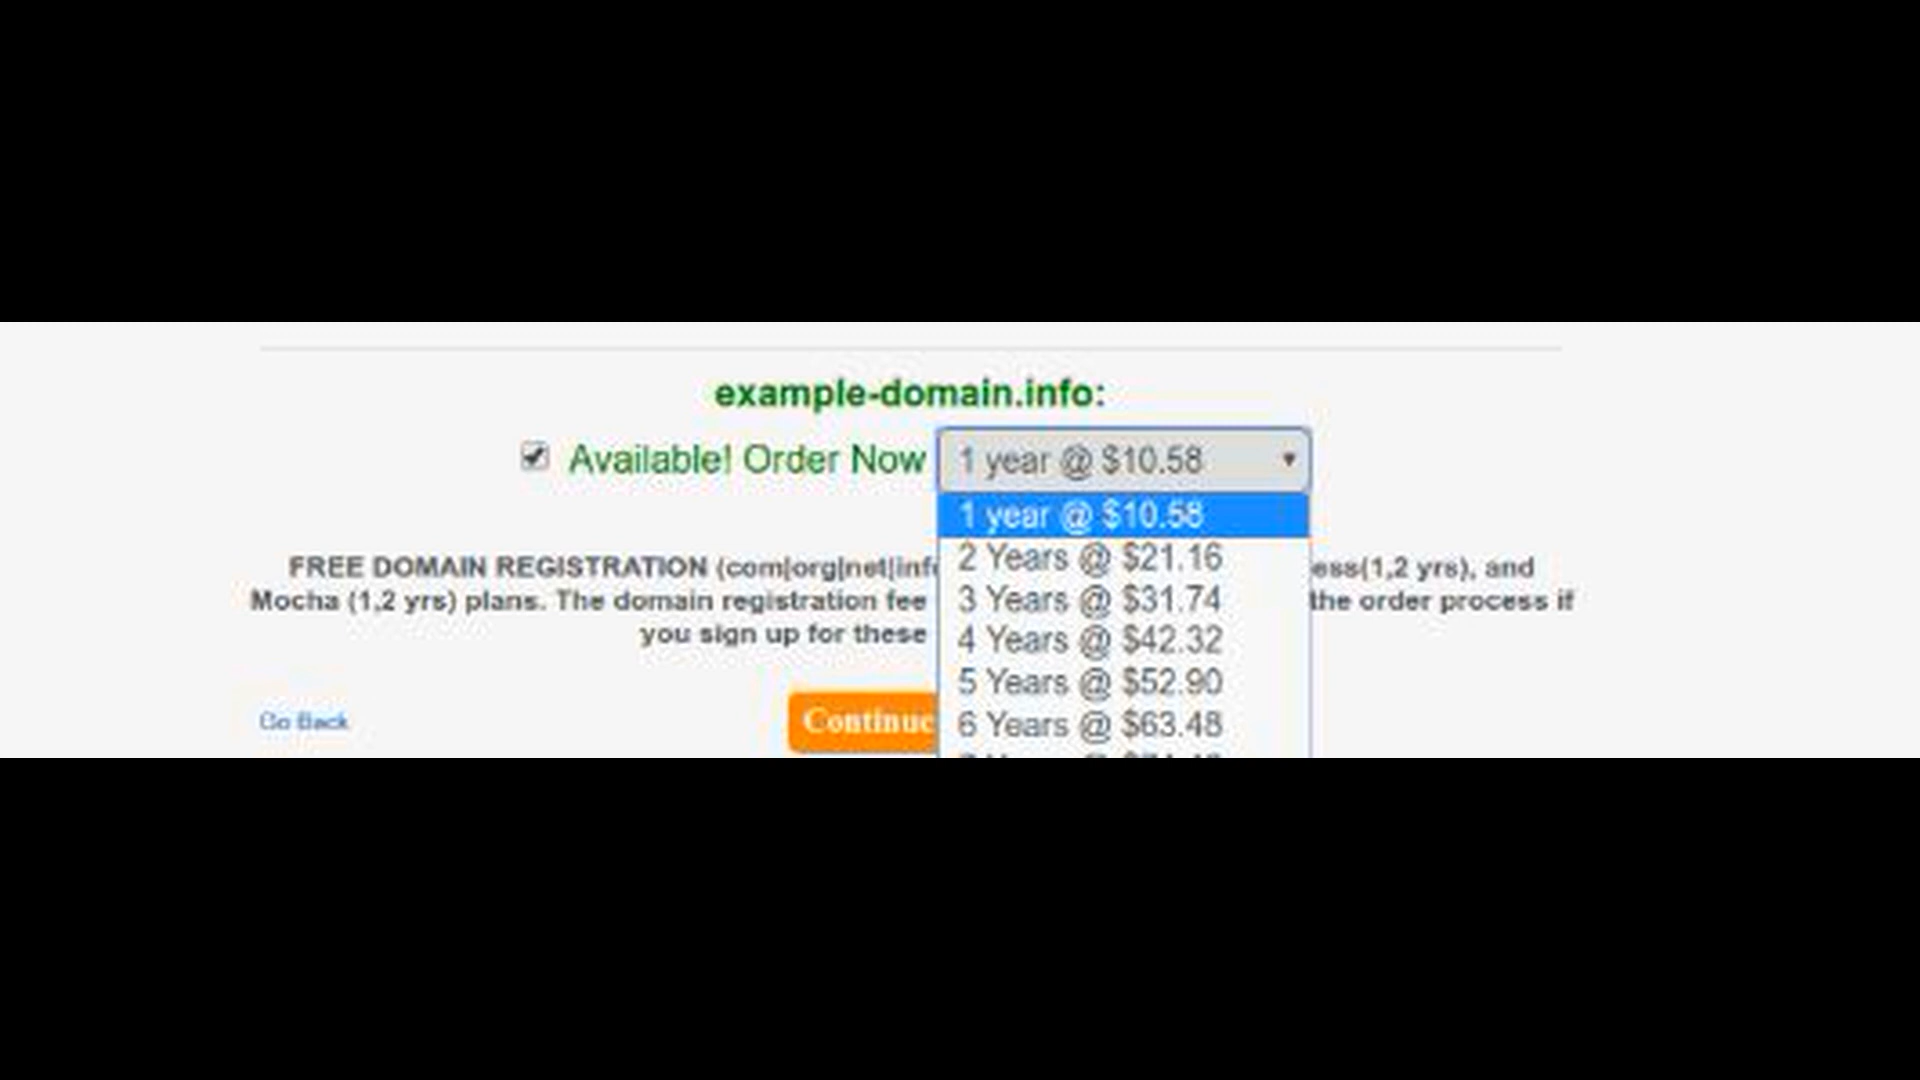 example-domain.info:
Available! Order Now 1 year @ $10.58
1 year @ $10.58
2 Years @ $21.16
3 Years @ $31.74
4 Years @ $42.32
5 Years @ $52.90
6 Years @ $63.48
FREE DOMAIN REGISTRATION (com|org|net|inf ess(1,2 yrs), and
Mocha (1,2 yrs) plans. The domain registration fee the order process if
you sign up for these
Go Back
Continue